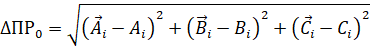 ΔПР₀ = √((A⃗ᵢ − Aᵢ)² + (B⃗ᵢ − Bᵢ)² + (C⃗ᵢ − Cᵢ)²)